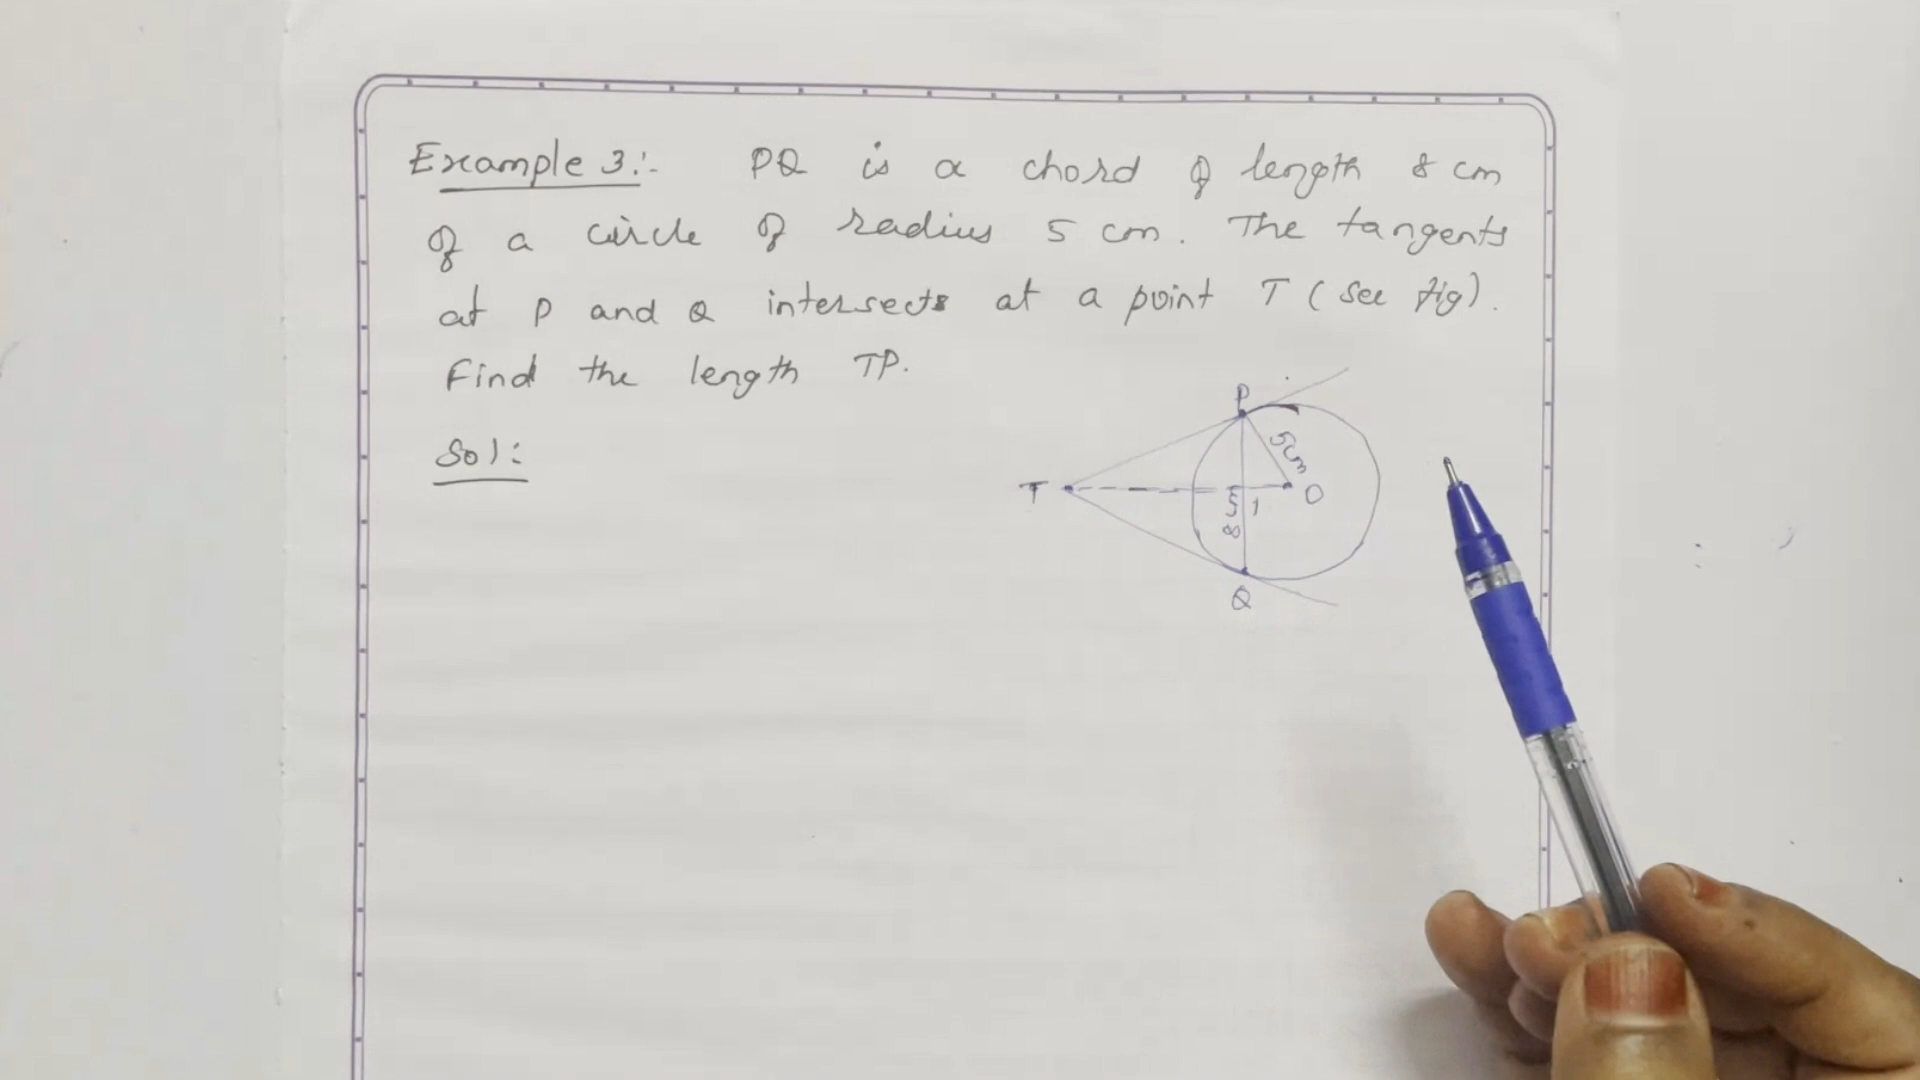 Example 3:- PQ is a chord of length 8 cm
of a circle of radius 5 cm. The tangents
at P and Q intersects at a point T (see fig).
Find the length TP.
Sol:
P
5cm
T
O
8cm
Q